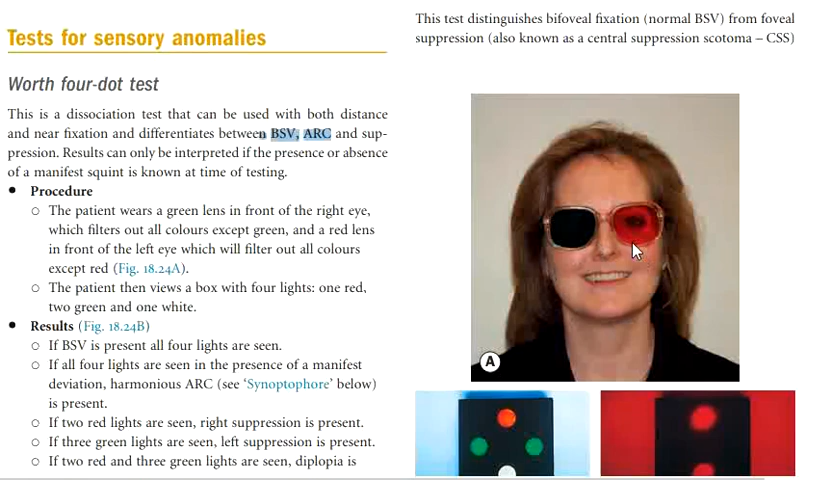 Tests for sensory anomalies
Worth four-dot test
This is a dissociation test that can be used with both distance
and near fixation and differentiates between BSV, ARC and sup-
pression. Results can only be interpreted if the presence or absence
of a manifest squint is known at time of testing.
• Procedure
○ The patient wears a green lens in front of the right eye,
which filters out all colours except green, and a red lens
in front of the left eye which will filter out all colours
except red (Fig. 18.24A).
○ The patient then views a box with four lights: one red,
two green and one white.
• Results (Fig. 18.24B)
○ If BSV is present all four lights are seen.
○ If all four lights are seen in the presence of a manifest
deviation, harmonious ARC (see ‘Synoptophore’ below)
is present.
○ If two red lights are seen, right suppression is present.
○ If three green lights are seen, left suppression is present.
○ If two red and three green lights are seen, diplopia is
This test distinguishes bifoveal fixation (normal BSV) from foveal
suppression (also known as a central suppression scotoma – CSS)
A